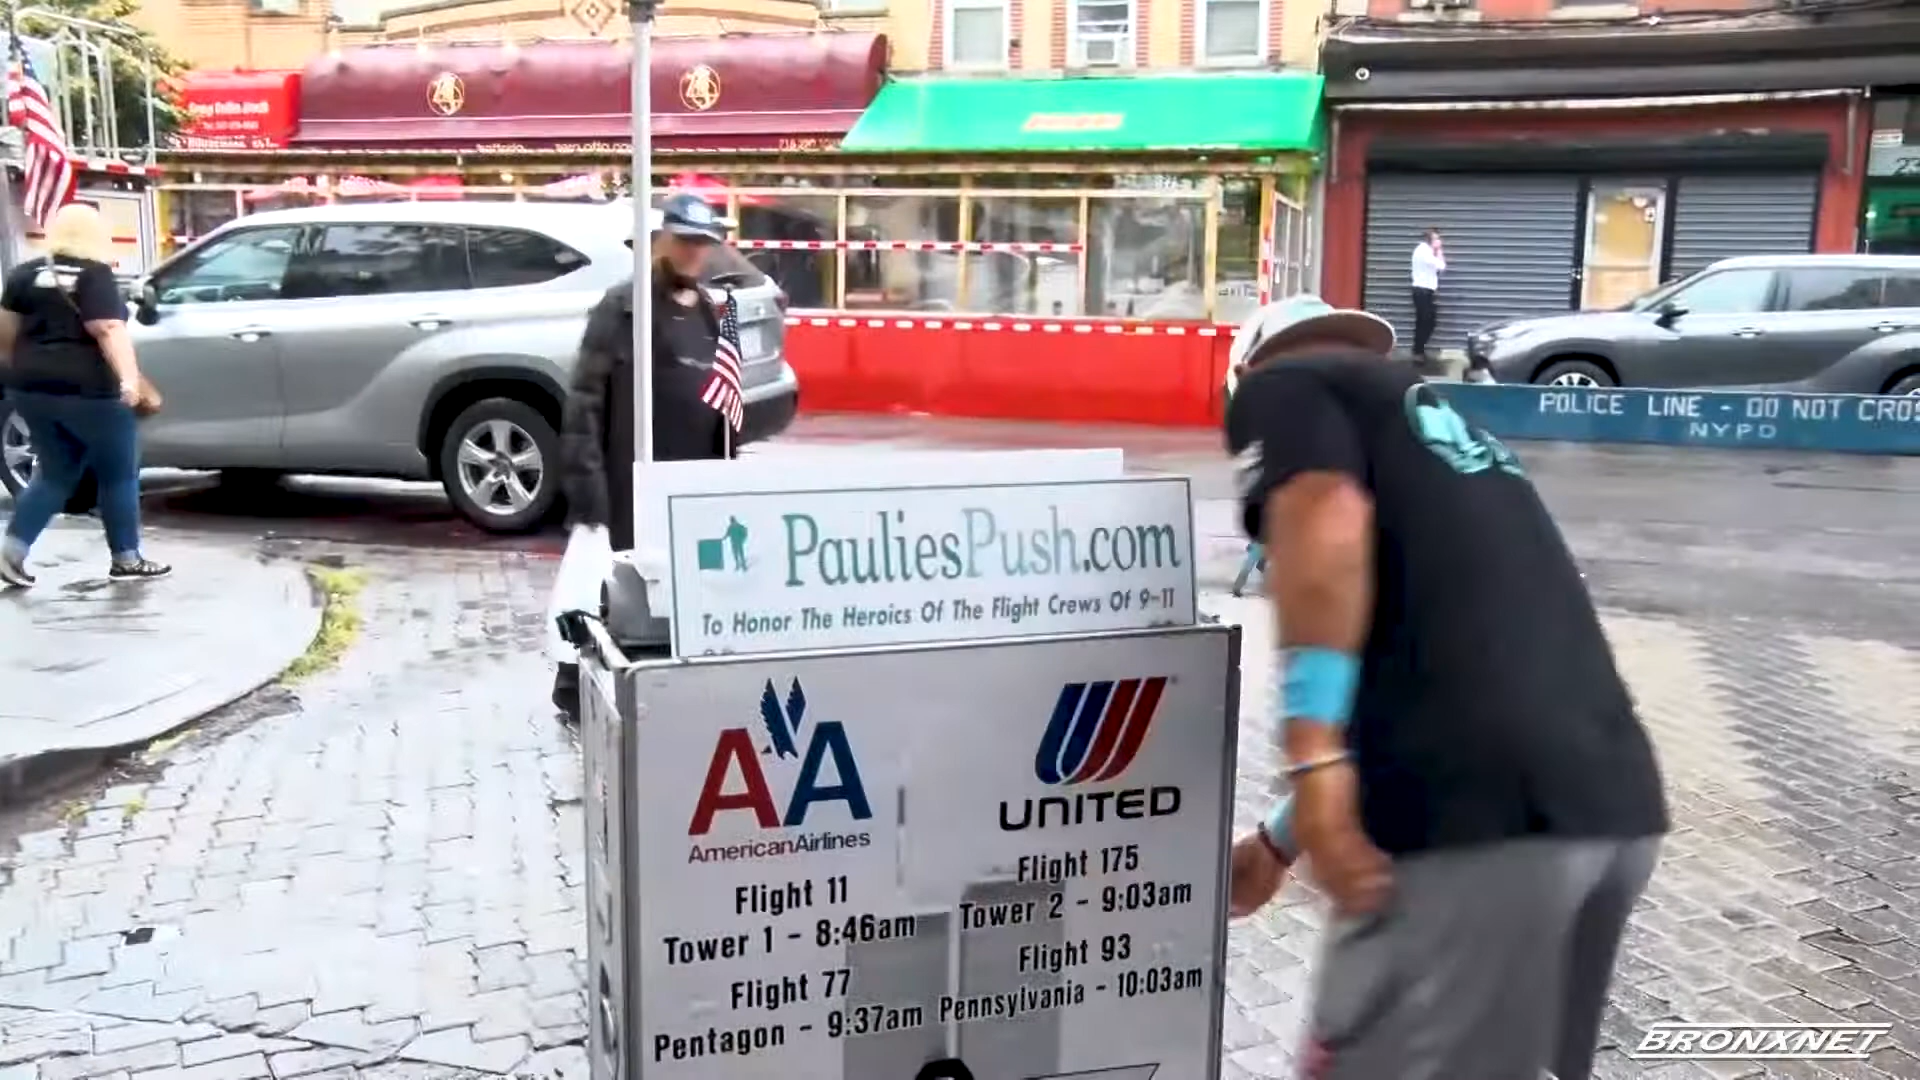 POLICE LINE - DO NOT CROS
NYPD
PauliesPush.com
To Honor The Heroics Of The Flight Crews Of 9-11
AA
AmericanAirlines
Flight 11
Tower 1 - 8:46am
Flight 77
Pentagon - 9:37am
UNITED
Flight 175
Tower 2 - 9:03am
Flight 93
Pennsylvania - 10:03am
BRONXNET